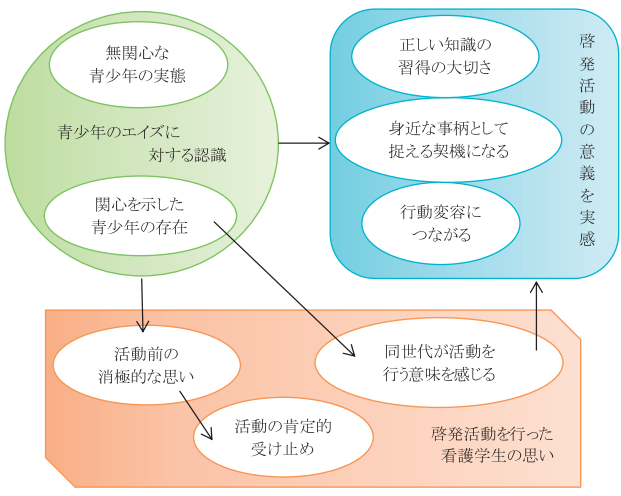 無関心な
青少年の実態
青少年のエイズに
対する認識
関心を示した
青少年の存在
正しい知識の
習得の大切さ
身近な事柄として
捉える契機になる
行動変容に
つながる
啓発活動の意義を実感
活動前の
消極的な思い
同世代が活動を
行う意味を感じる
活動の肯定的
受け止め
啓発活動を行った
看護学生の思い